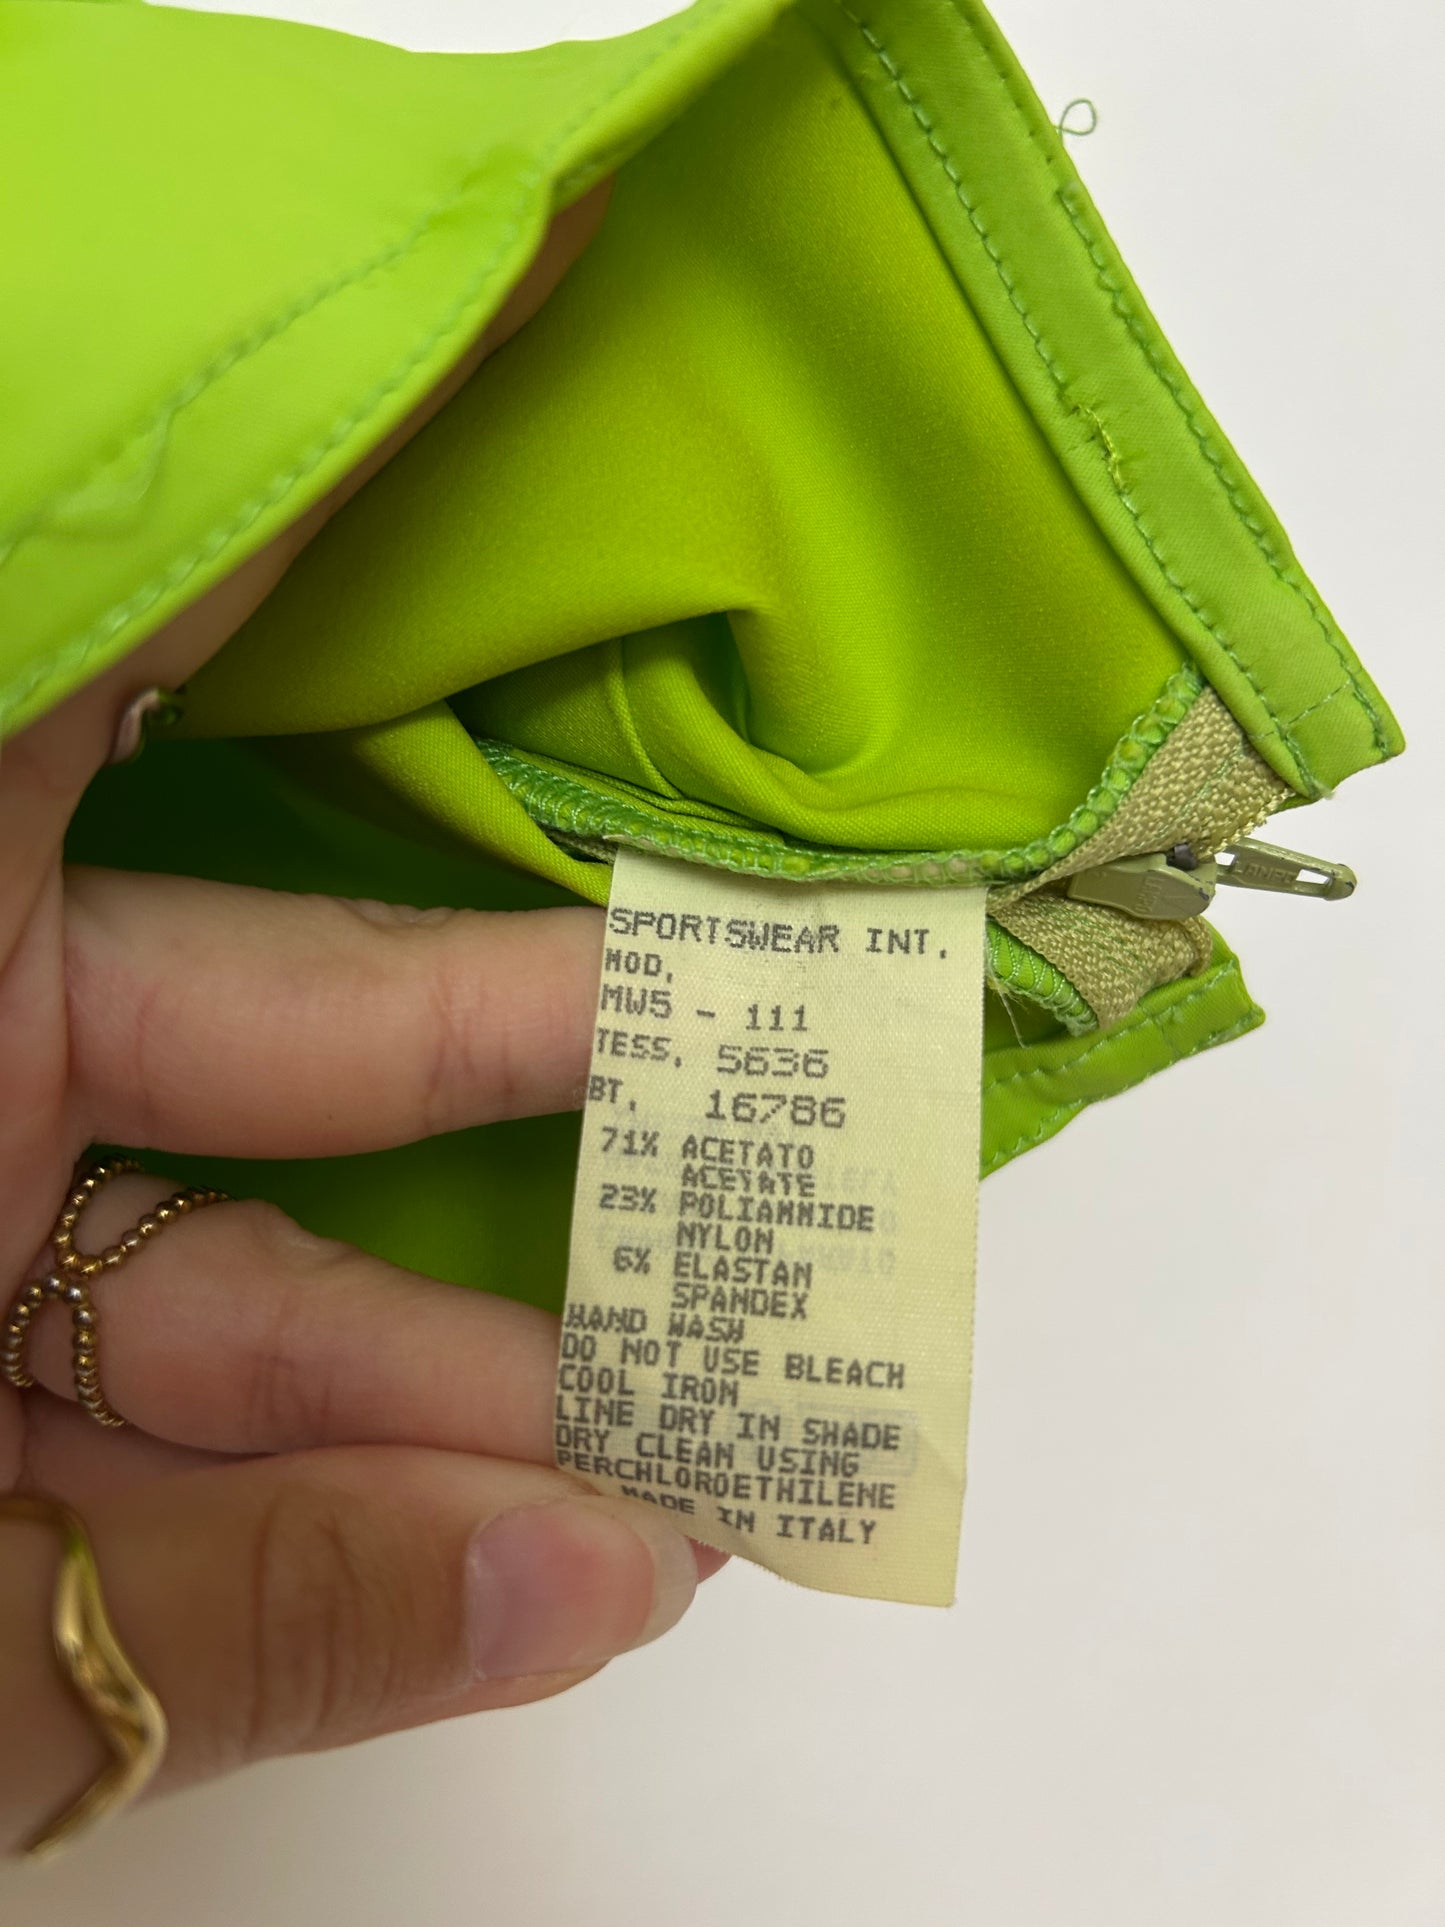 SPORTSWEAR INT.
MOD.
MW5 - 111
TESS. 5636
BT. 16786
71% ACETATO
ACETATE
23% POLIAMMIDE
NYLON
6% ELASTAN
SPANDEX
HAND WASH
DO NOT USE BLEACH
COOL IRON
LINE DRY IN SHADE
DRY CLEAN USING
PERCHLOROETHILENE
MADE IN ITALY
LAMPO